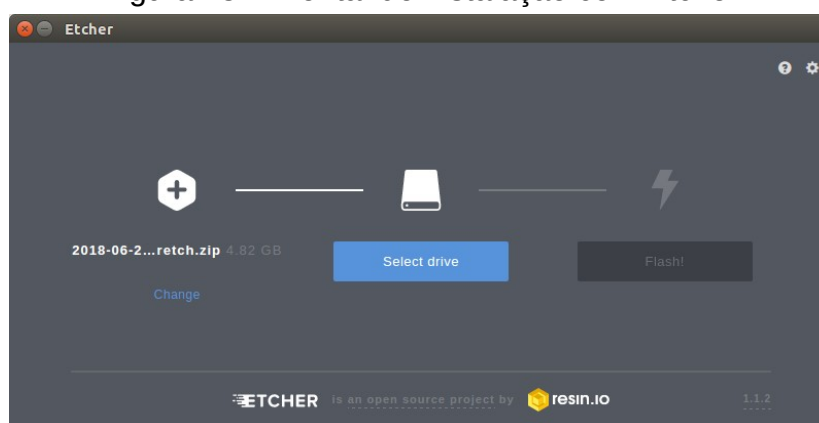 Etcher
2018-06-2...retch.zip 4.82 GB
Select drive
Flash!
Change
ETCHER is an open source project by resin.io 1.1.2